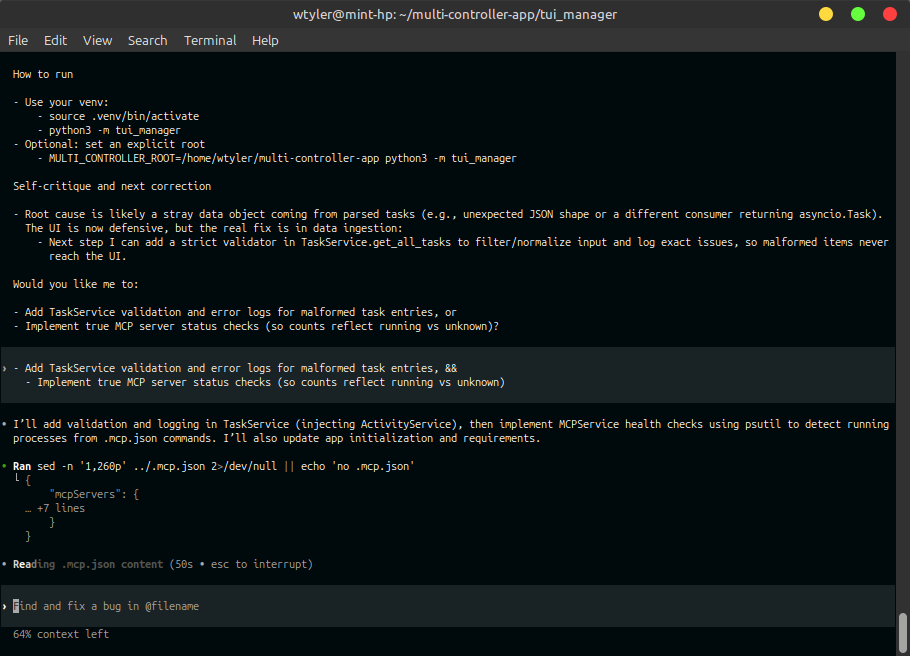 wtyler@mint-hp: ~/multi-controller-app/tui_manager
File Edit View Search Terminal Help
How to run
- Use your venv:
- source .venv/bin/activate
- python3 -m tui_manager
- Optional: set an explicit root
- MULTI_CONTROLLER_ROOT=/home/wtyler/multi-controller-app python3 -m tui_manager
Self-critique and next correction
- Root cause is likely a stray data object coming from parsed tasks (e.g., unexpected JSON shape or a different consumer returning asyncio.Task).
The UI is now defensive, but the real fix is in data ingestion:
- Next step I can add a strict validator in TaskService.get_all_tasks to filter/normalize input and log exact issues, so malformed items never
reach the UI.
Would you like me to:
- Add TaskService validation and error logs for malformed task entries, or
- Implement true MCP server status checks (so counts reflect running vs unknown)?
› - Add TaskService validation and error logs for malformed task entries, &&
- Implement true MCP server status checks (so counts reflect running vs unknown)
• I’ll add validation and logging in TaskService (injecting ActivityService), then implement MCPService health checks using psutil to detect running
processes from .mcp.json commands. I’ll also update app initialization and requirements.
• Ran sed -n '1,260p' ../.mcp.json 2>/dev/null || echo 'no .mcp.json'
└ {
"mcpServers": {
… +7 lines
}
}
• Reading .mcp.json content (50s • esc to interrupt)
› Find and fix a bug in @filename
64% context left